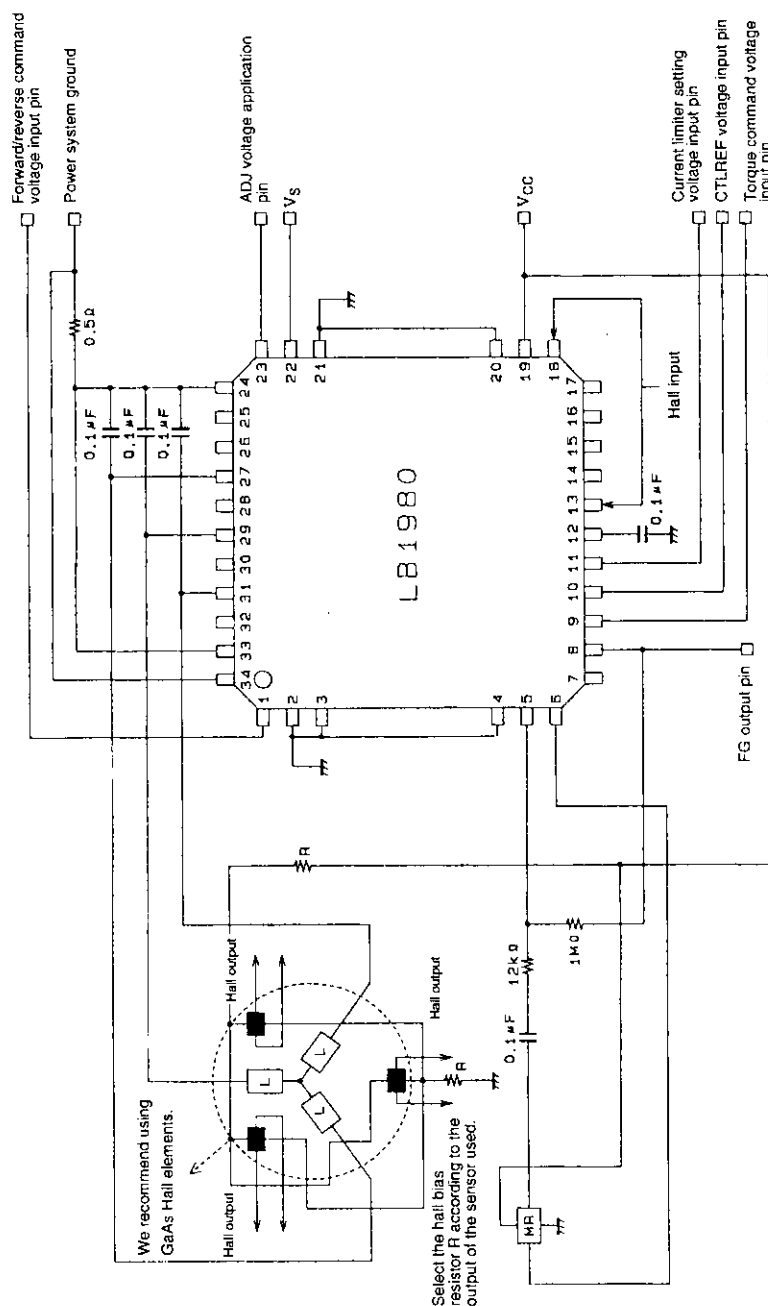 Forward/reverse command
voltage input pin
Power system ground
ADJ voltage application
pin
VS
VCC
Current limiter setting
voltage input pin
CTLREF voltage input pin
Torque command voltage
input pin
0.5Ω
0.1µF
0.1µF
0.1µF
34
33
32
31
30
29
28
27
26
25
24
23
22
21
20
19
18
1
2
3
4
5
6
LB1980
7
8
9
10
11
12
13
14
15
16
17
Hall input
0.1µF
FG output pin
We recommend using
GaAs Hall elements.
Hall output
Hall output
Hall output
L
L
L
R
R
Select the hall bias
resistor R according to the
output of the sensor used.
MR
0.1µF
12kΩ
1MΩ